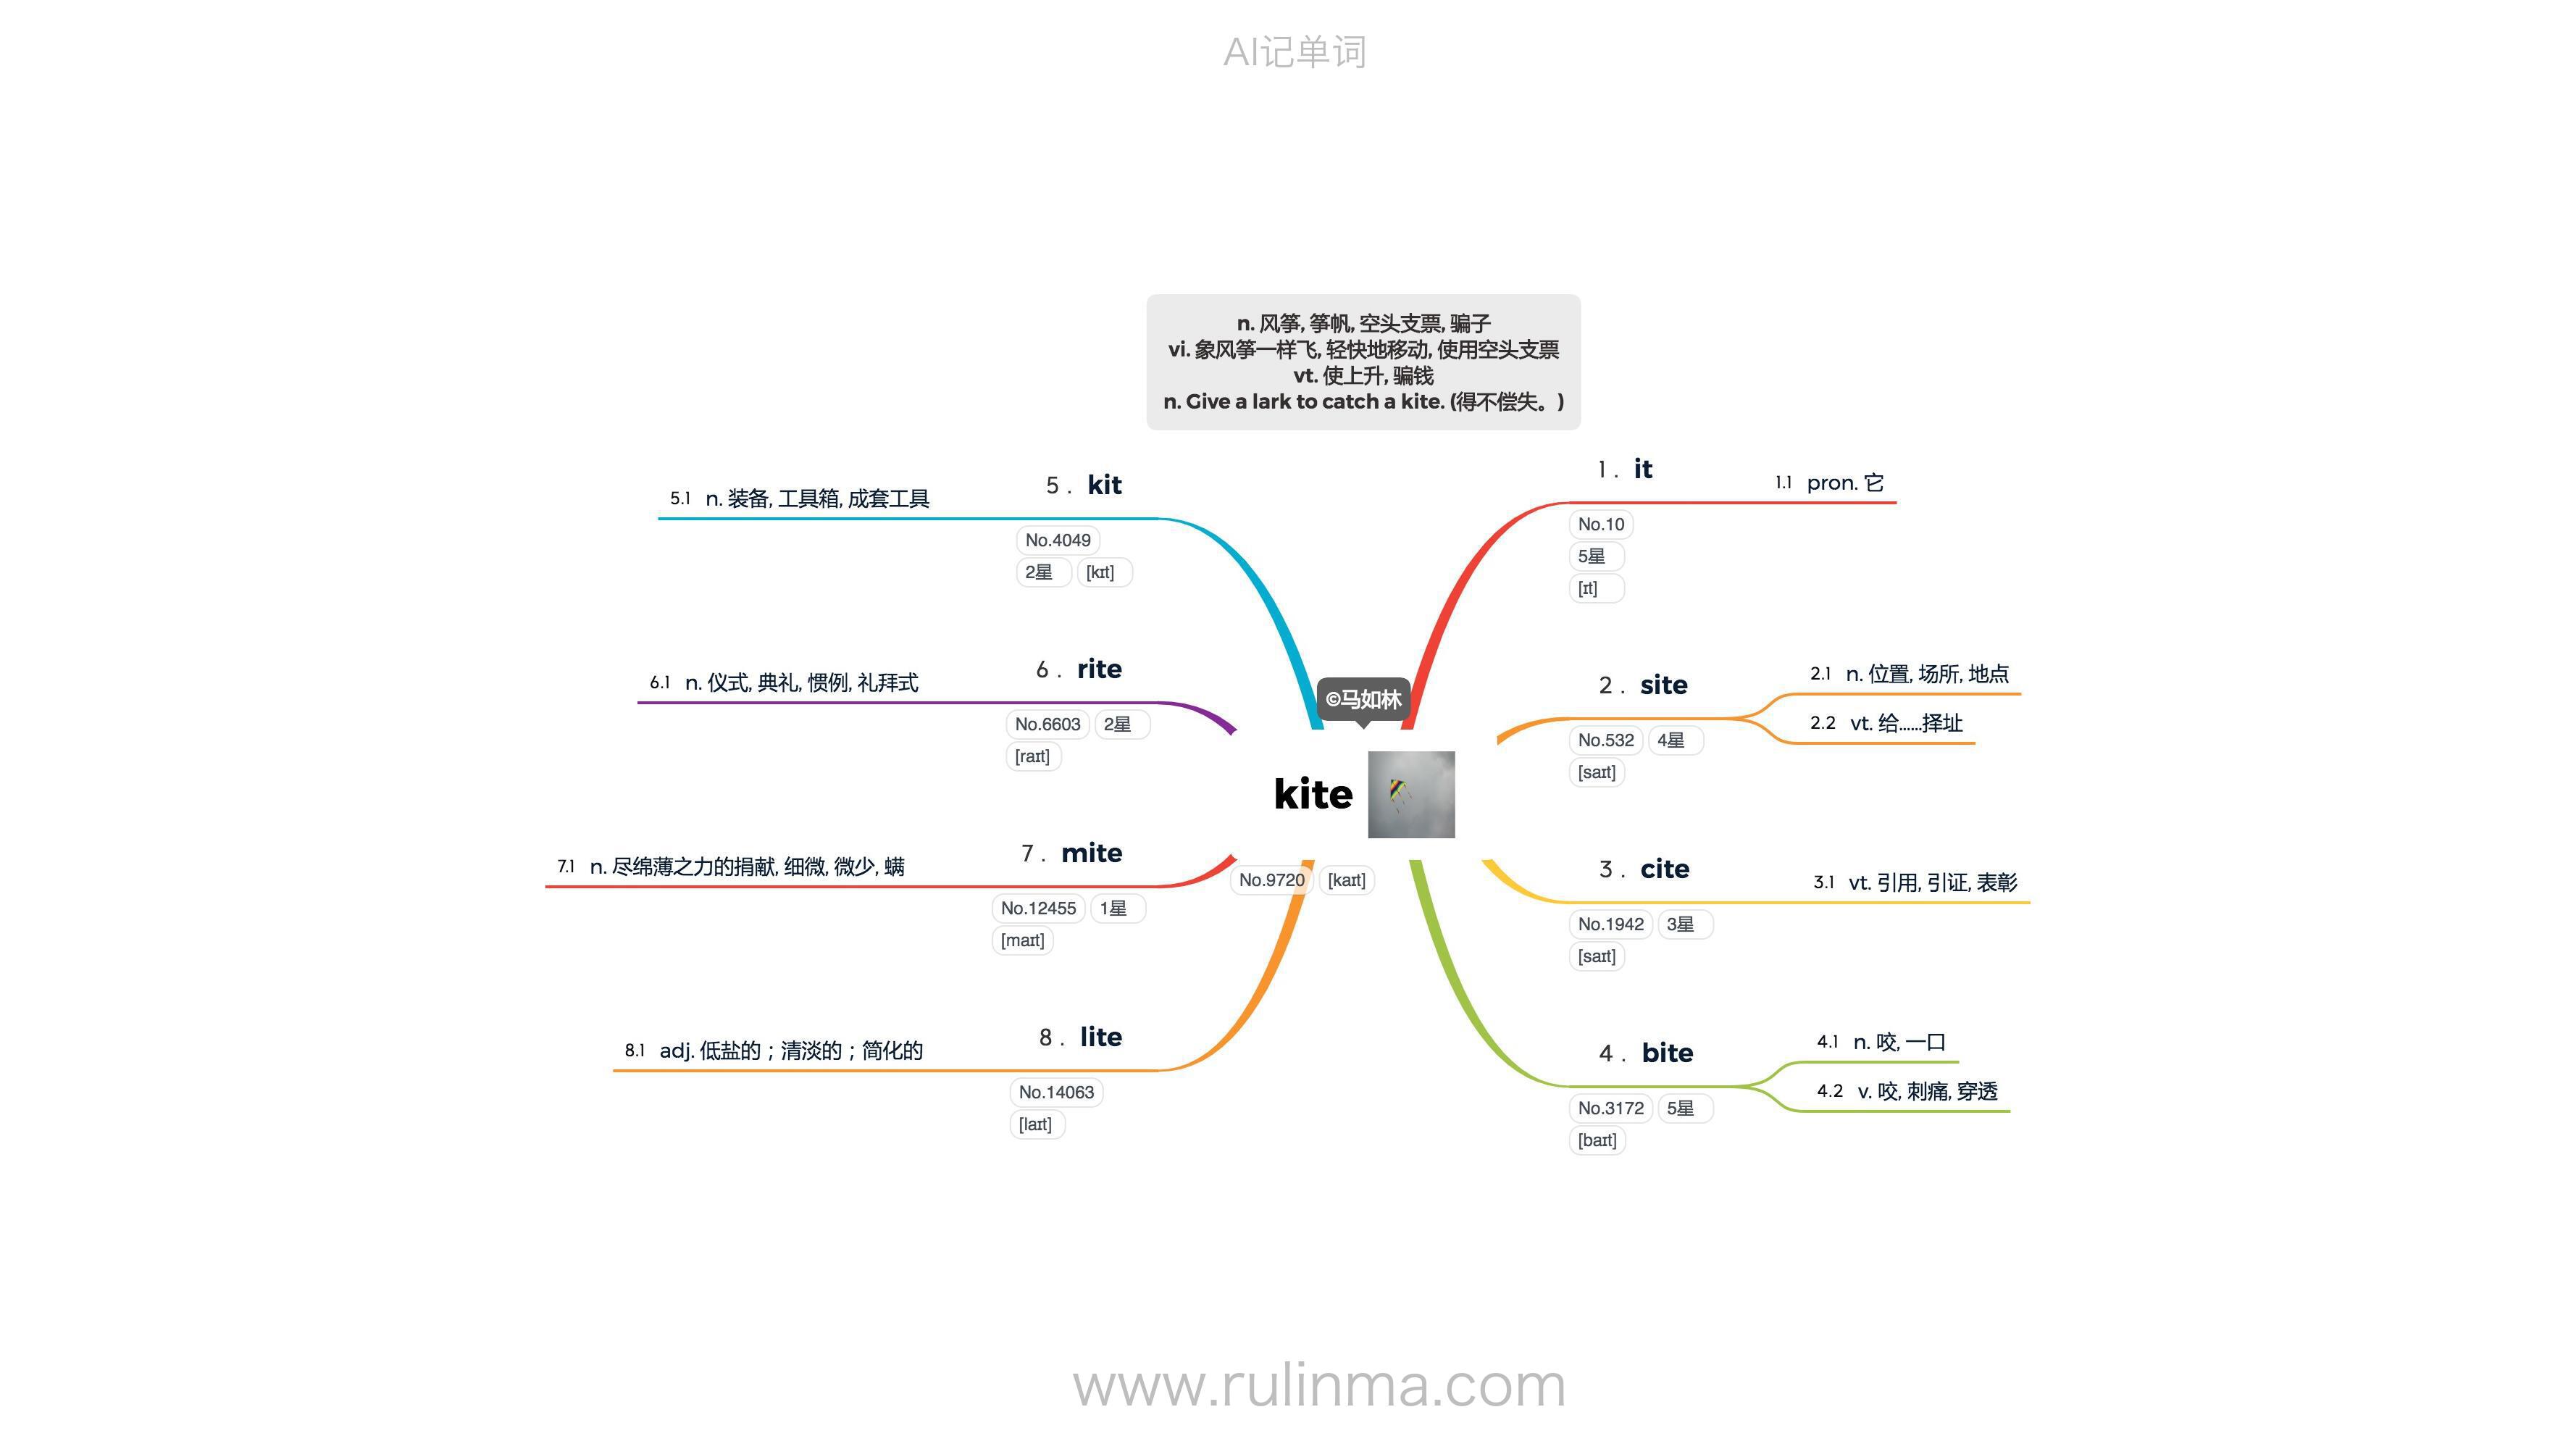 AI记单词
n. 风筝, 筝帆, 空头支票, 骗子
vi. 象风筝一样飞, 轻快地移动, 使用空头支票
vt. 使上升, 骗钱
n. Give a lark to catch a kite. (得不偿失。)
©马如林
kite
No.9720 [kaɪt]
1. it
No.10
5星
[ɪt]
1.1 pron. 它
2. site
No.532 4星
[saɪt]
2.1 n. 位置, 场所, 地点
2.2 vt. 给......择址
3. cite
No.1942 3星
[saɪt]
3.1 vt. 引用, 引证, 表彰
4. bite
No.3172 5星
[baɪt]
4.1 n. 咬, 一口
4.2 v. 咬, 刺痛, 穿透
5. kit
No.4049
2星 [kɪt]
5.1 n. 装备, 工具箱, 成套工具
6. rite
No.6603 2星
[raɪt]
6.1 n. 仪式, 典礼, 惯例, 礼拜式
7. mite
No.12455 1星
[maɪt]
7.1 n. 尽绵薄之力的捐献, 细微, 微少, 螨
8. lite
No.14063
[laɪt]
8.1 adj. 低盐的；清淡的；简化的
www.rulinma.com